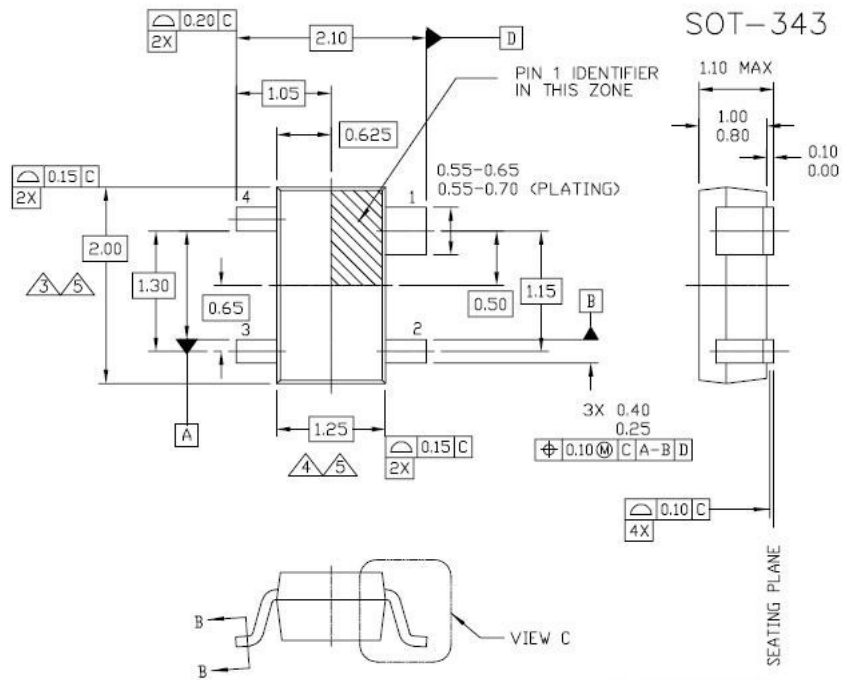 SOT-343
0.20 C
2X
2.10
D
PIN 1 IDENTIFIER
IN THIS ZONE
1.10 MAX
1.05
1.00
0.80
0.625
0.10
0.00
0.15 C
2X
0.55-0.65
0.55-0.70 (PLATING)
4
1
2.00
3 5
1.30
0.65
0.50
1.15
B
3
2
A
1.25
4 5
0.15 C
2X
3X 0.40
0.25
⌖ 0.10 Ⓜ C A-B D
0.10 C
4X
SEATING PLANE
B
B
VIEW C